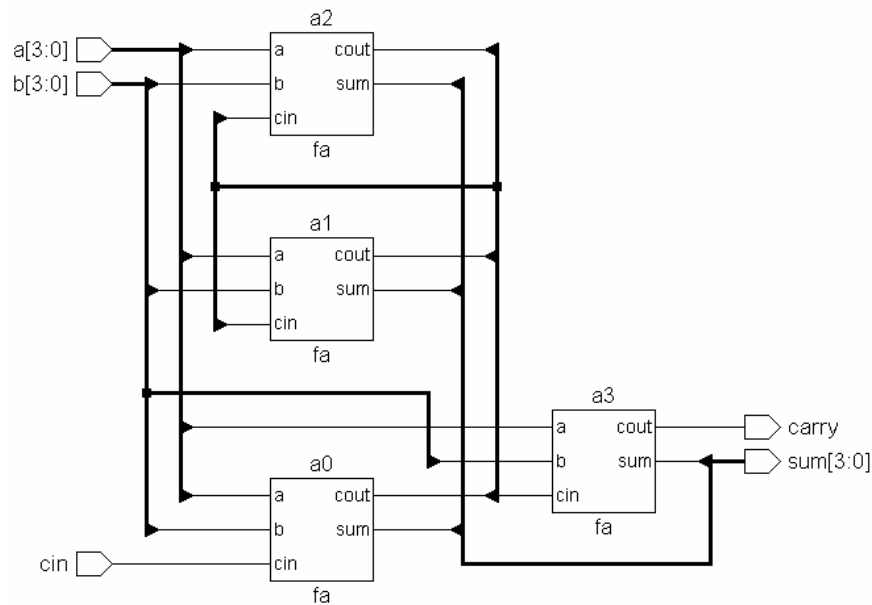 a2
a[3:0]
a
cout
b[3:0]
b
sum
cin
fa
a1
a
cout
b
sum
cin
fa
a3
a
cout
carry
b
sum
sum[3:0]
cin
fa
a0
a
cout
b
sum
cin
cin
fa